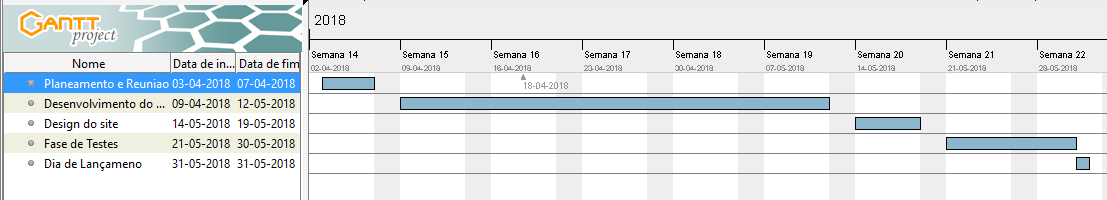 GANTT
project
Nome Data de in... Data de fim
Planeamento e Reuniao 03-04-2018 07-04-2018
Desenvolvimento do ... 09-04-2018 12-05-2018
Design do site 14-05-2018 19-05-2018
Fase de Testes 21-05-2018 30-05-2018
Dia de Lançameno 31-05-2018 31-05-2018
2018
Semana 14 Semana 15 Semana 16 Semana 17 Semana 18 Semana 19 Semana 20 Semana 21 Semana 22
02-04-2018 09-04-2018 16-04-2018 23-04-2018 30-04-2018 07-05-2018 14-05-2018 21-05-2018 28-05-2018
18-04-2018